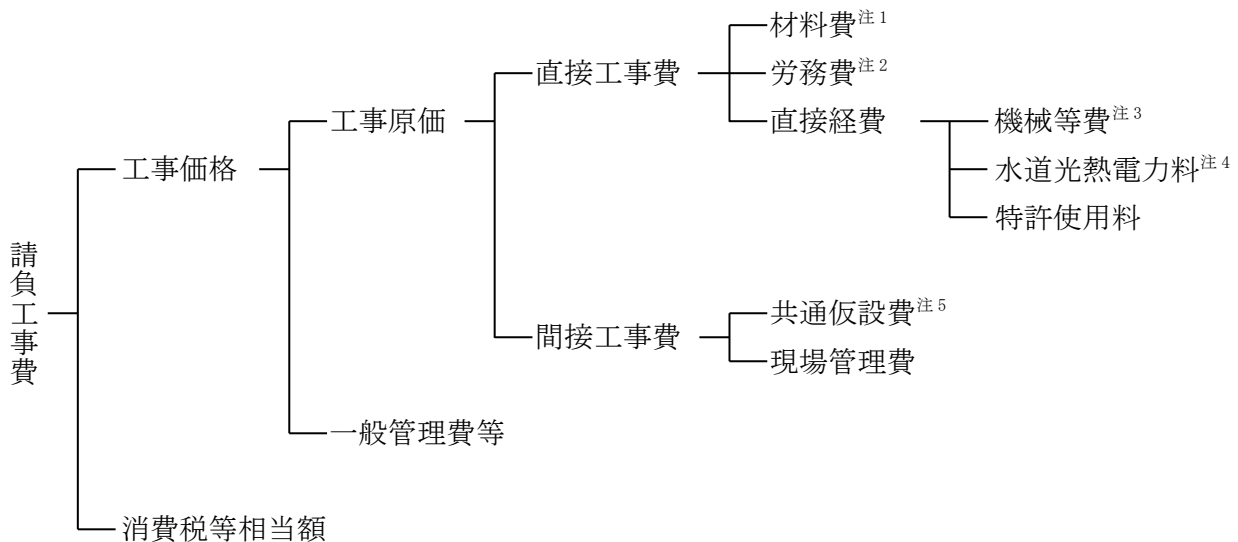 請負工事費
工事価格
工事原価
直接工事費
材料費注1
労務費注2
直接経費
機械等費注3
水道光熱電力料注4
特許使用料
間接工事費
共通仮設費注5
現場管理費
一般管理費等
消費税等相当額